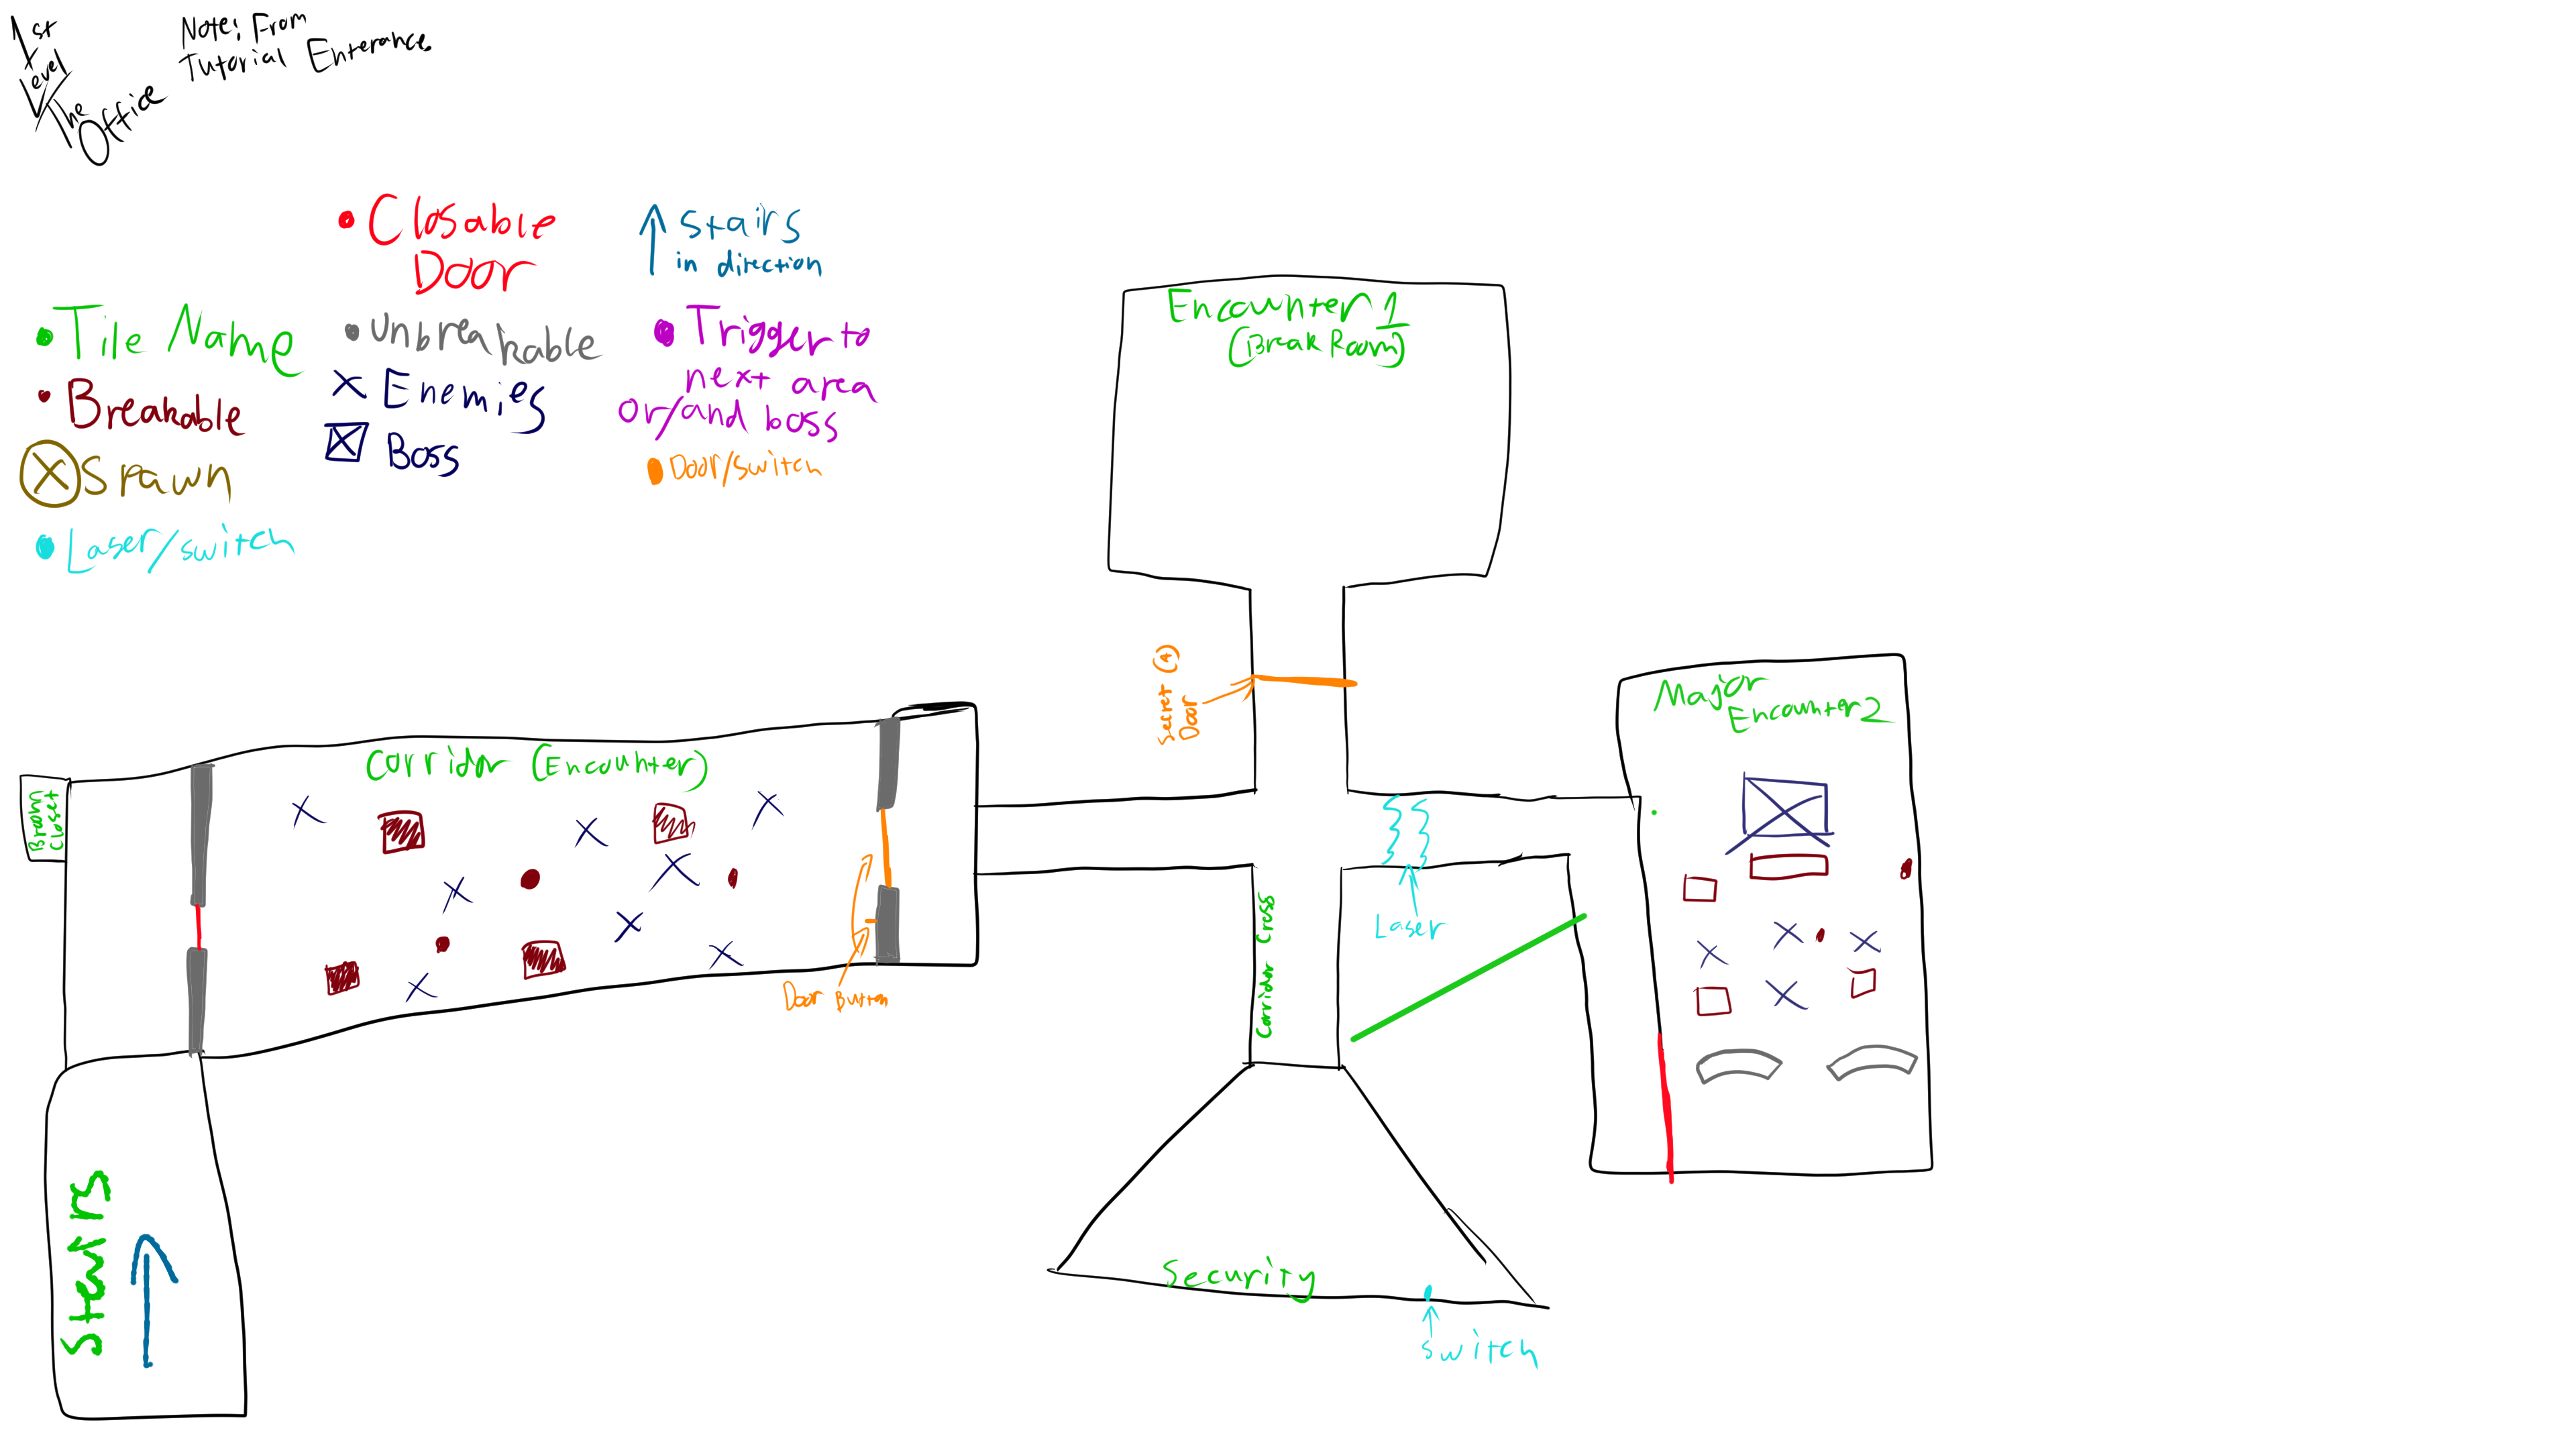 1st
Level
The
Office
Note: From
Tutorial Enterance.
Closable
Door
stairs
in direction
Tile Name
Unbreakable
Trigger to
next area
or/and boss
Breakable
Enemies
Boss
Spawn
Door/switch
Laser/switch
Encounter 1
(Break Room)
Secret (4)
Door
Major
Encounter 2
Corridor (Encounter)
Broom
Closet
Door Button
Corridor Cross
Laser
Stairs
Security
switch